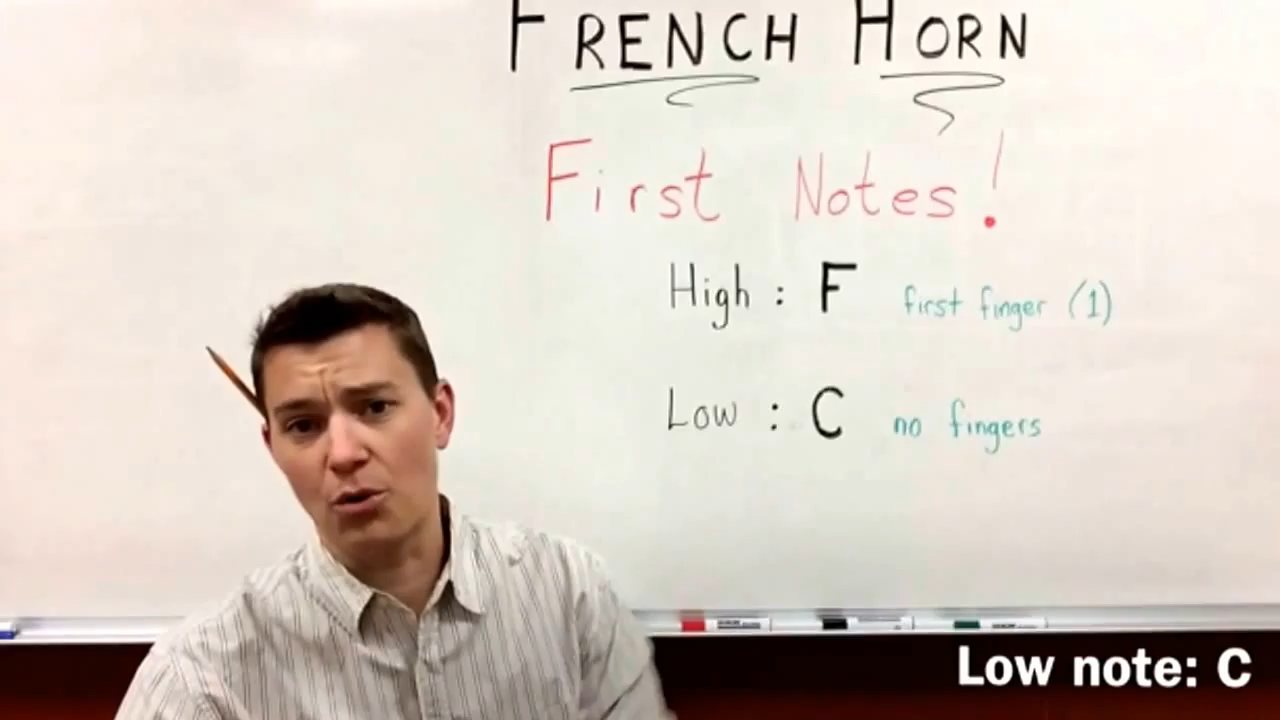 FRENCH HORN
First Notes!
High : F first finger (1)
Low : C no fingers
Low note: C